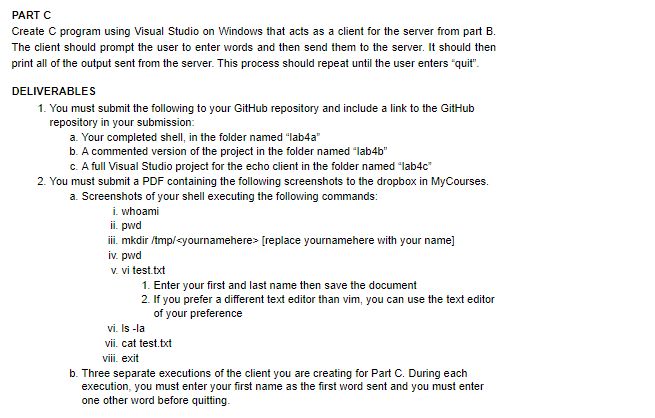 PART C
Create C program using Visual Studio on Windows that acts as a client for the server from part B.
The client should prompt the user to enter words and then send them to the server. It should then
print all of the output sent from the server. This process should repeat until the user enters “quit”.
DELIVERABLES
1. You must submit the following to your GitHub repository and include a link to the GitHub
repository in your submission:
a. Your completed shell, in the folder named “lab4a”
b. A commented version of the project in the folder named “lab4b”
c. A full Visual Studio project for the echo client in the folder named “lab4c”
2. You must submit a PDF containing the following screenshots to the dropbox in MyCourses.
a. Screenshots of your shell executing the following commands:
i. whoami
ii. pwd
iii. mkdir /tmp/<yournamehere> [replace yournamehere with your name]
iv. pwd
v. vi test.txt
1. Enter your first and last name then save the document
2. If you prefer a different text editor than vim, you can use the text editor
of your preference
vi. ls -la
vii. cat test.txt
viii. exit
b. Three separate executions of the client you are creating for Part C. During each
execution, you must enter your first name as the first word sent and you must enter
one other word before quitting.